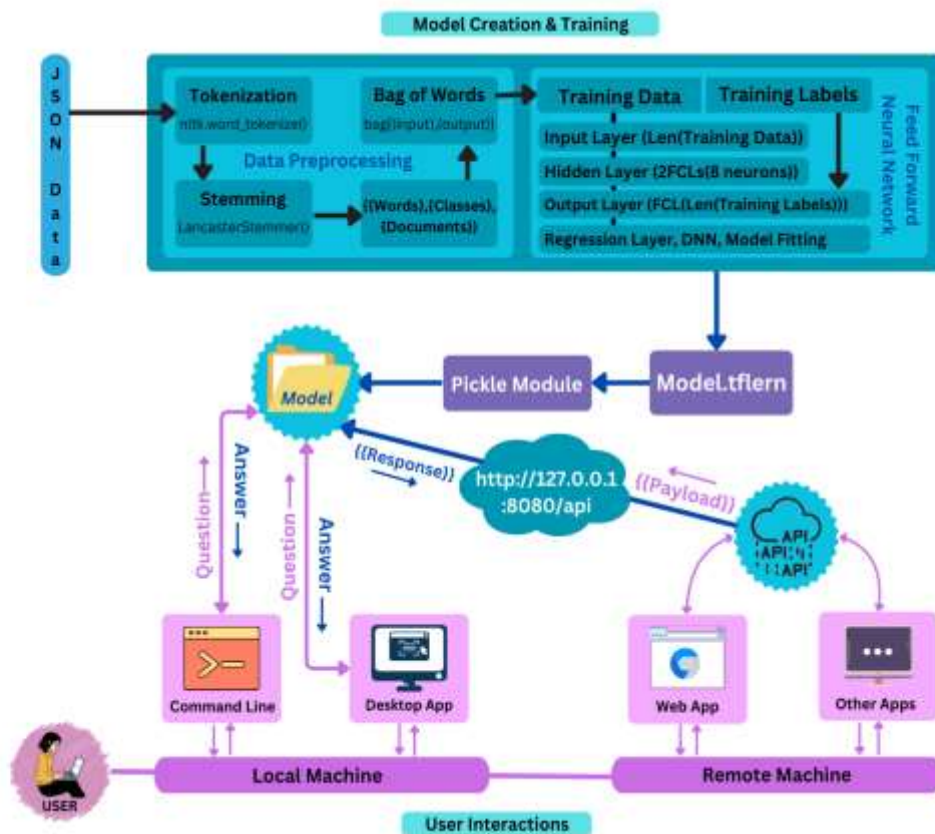 Model Creation & Training
JSON Data
Tokenization
nltk.word_tokenize()
Bag of Words
bag((input),(output))
Data Preprocessing
Stemming
LancasterStemmer()
{(Words),(Classes),
(Documents)}
Training Data
Training Labels
Input Layer (Len(Training Data))
Hidden Layer (2FCLs(8 neurons))
Output Layer (FCL(Len(Training Labels)))
Regression Layer, DNN, Model Fitting
Feed Forward
Neural Network
Model
Pickle Module
Model.tflern
{{Response}}
http://127.0.0.1
:8080/api
{{Payload}}
API
API
API
Question
Answer
Question
Answer
Command Line
Desktop App
Web App
Other Apps
USER
Local Machine
Remote Machine
User Interactions